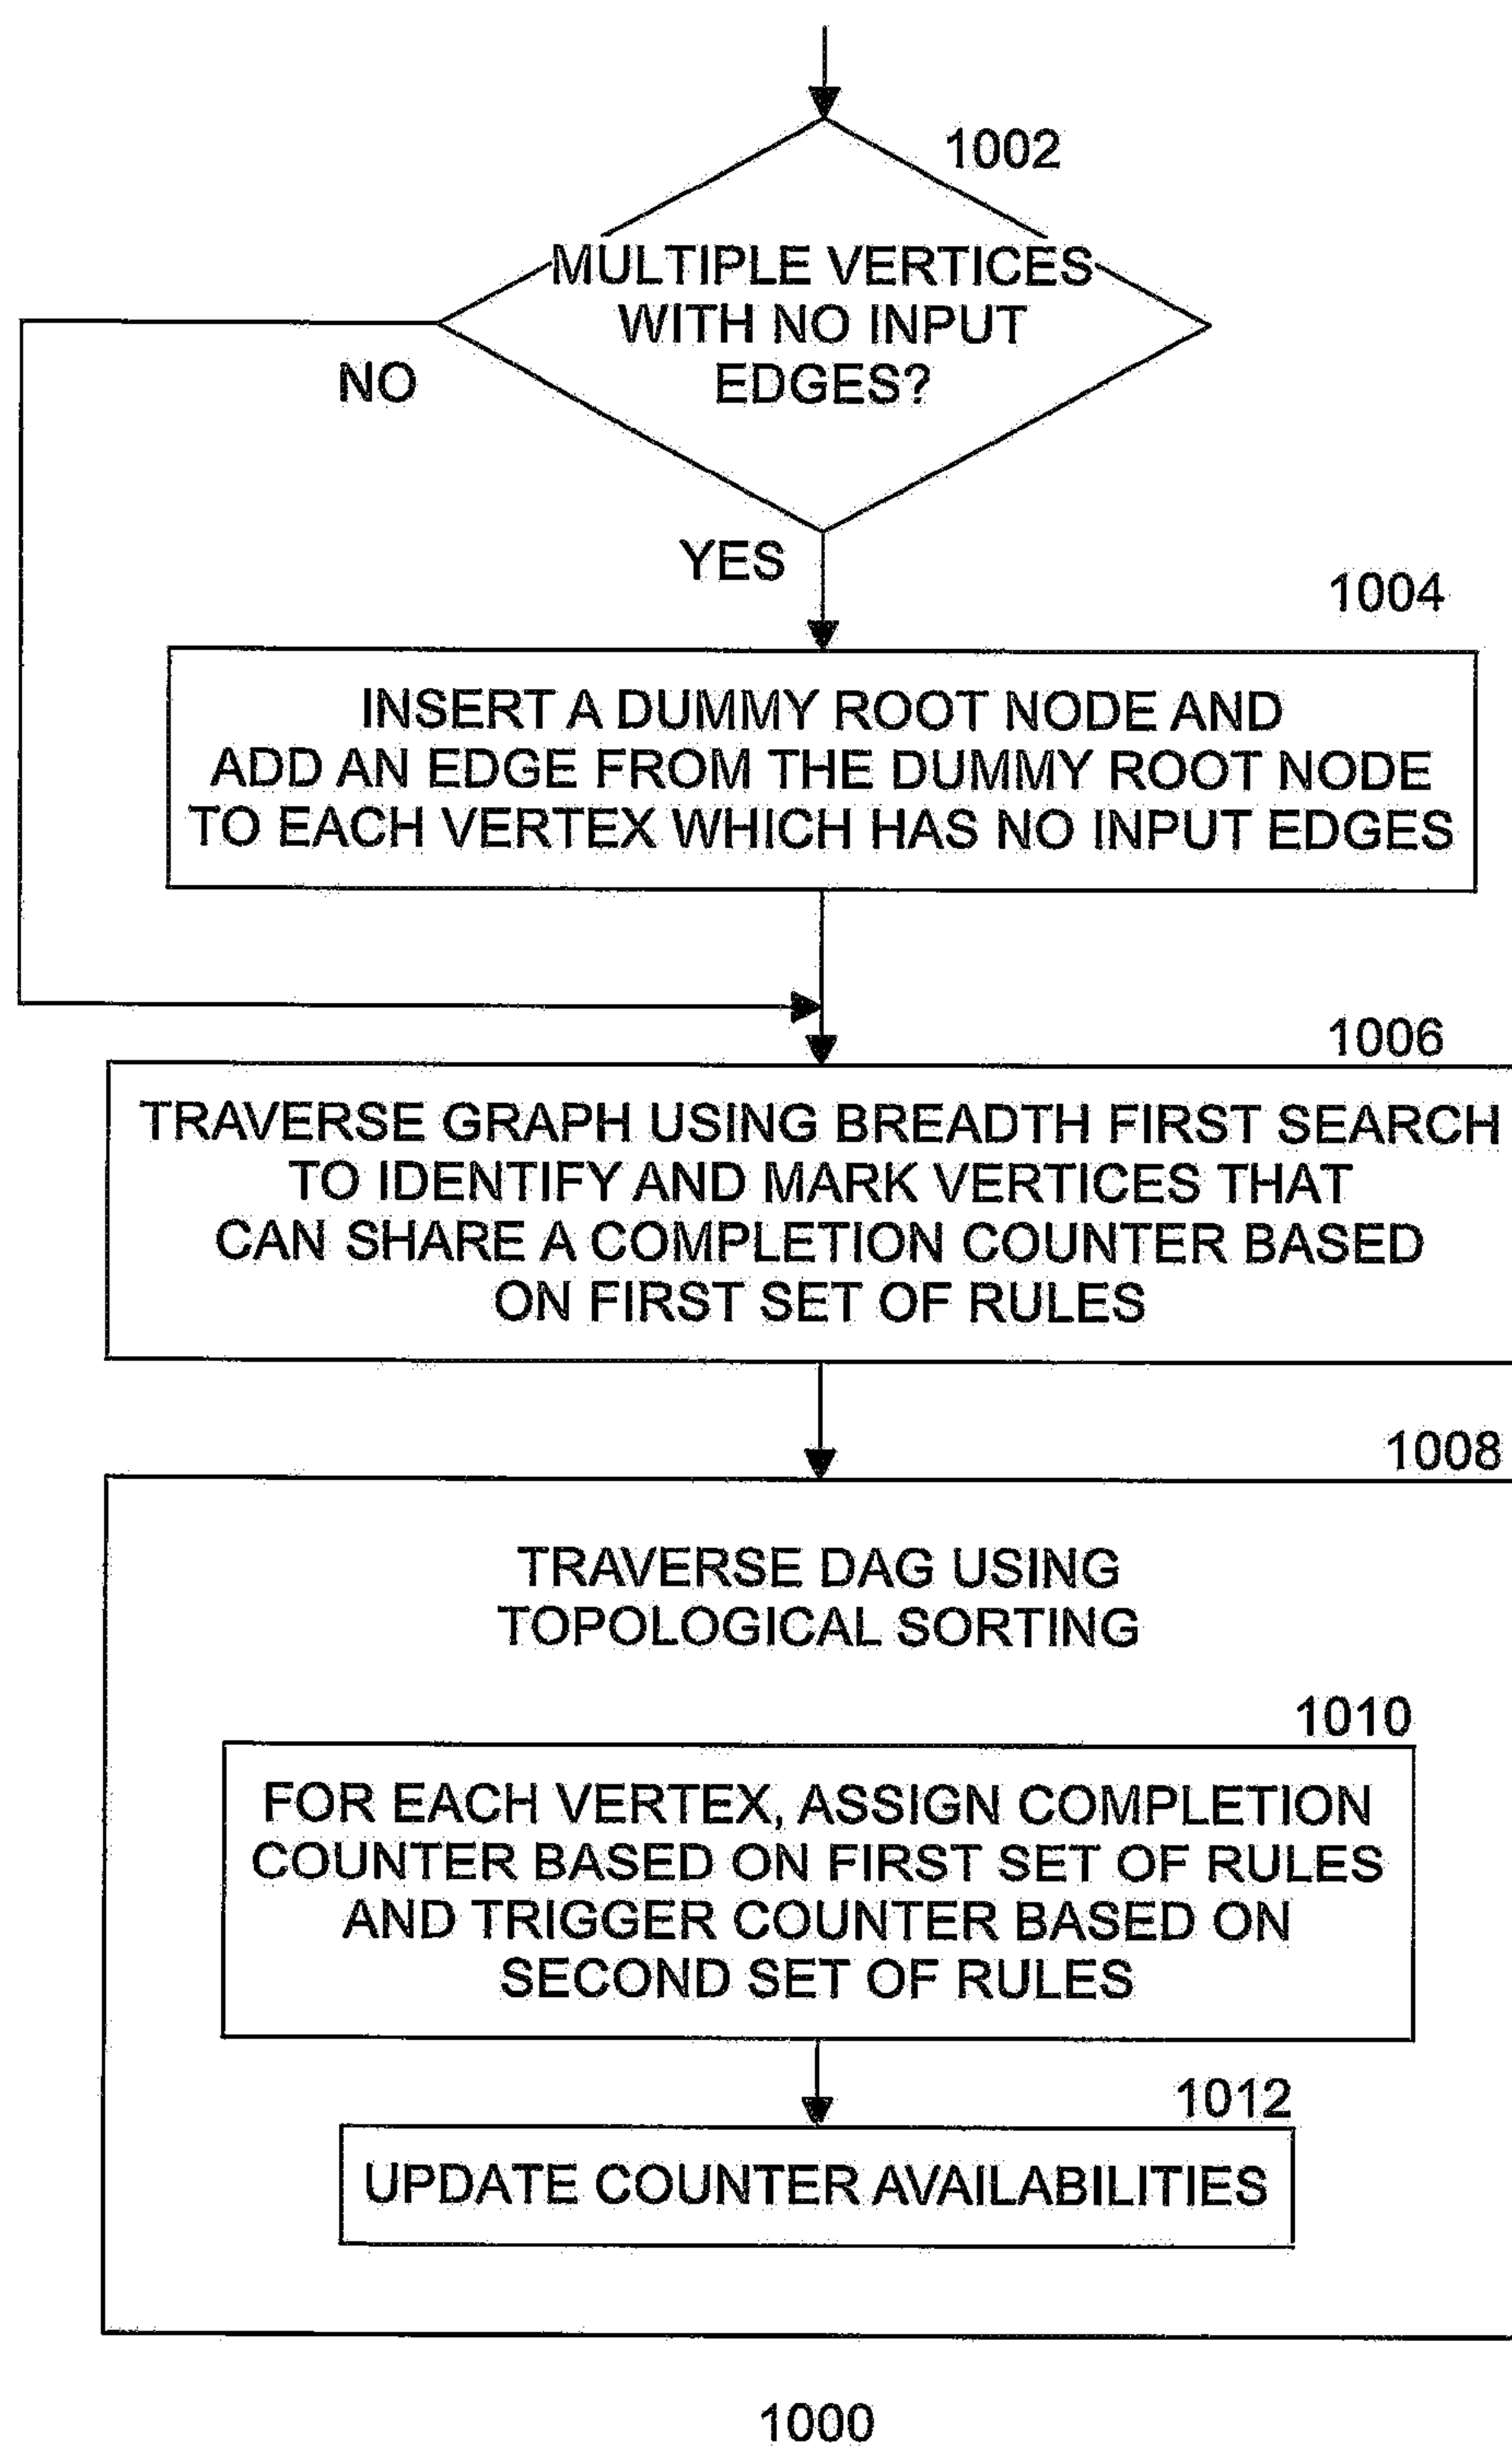 1002
MULTIPLE VERTICES
WITH NO INPUT
EDGES?
NO
YES
1004
INSERT A DUMMY ROOT NODE AND
ADD AN EDGE FROM THE DUMMY ROOT NODE
TO EACH VERTEX WHICH HAS NO INPUT EDGES
1006
TRAVERSE GRAPH USING BREADTH FIRST SEARCH
TO IDENTIFY AND MARK VERTICES THAT
CAN SHARE A COMPLETION COUNTER BASED
ON FIRST SET OF RULES
1008
TRAVERSE DAG USING
TOPOLOGICAL SORTING
1010
FOR EACH VERTEX, ASSIGN COMPLETION
COUNTER BASED ON FIRST SET OF RULES
AND TRIGGER COUNTER BASED ON
SECOND SET OF RULES
1012
UPDATE COUNTER AVAILABILITIES
1000